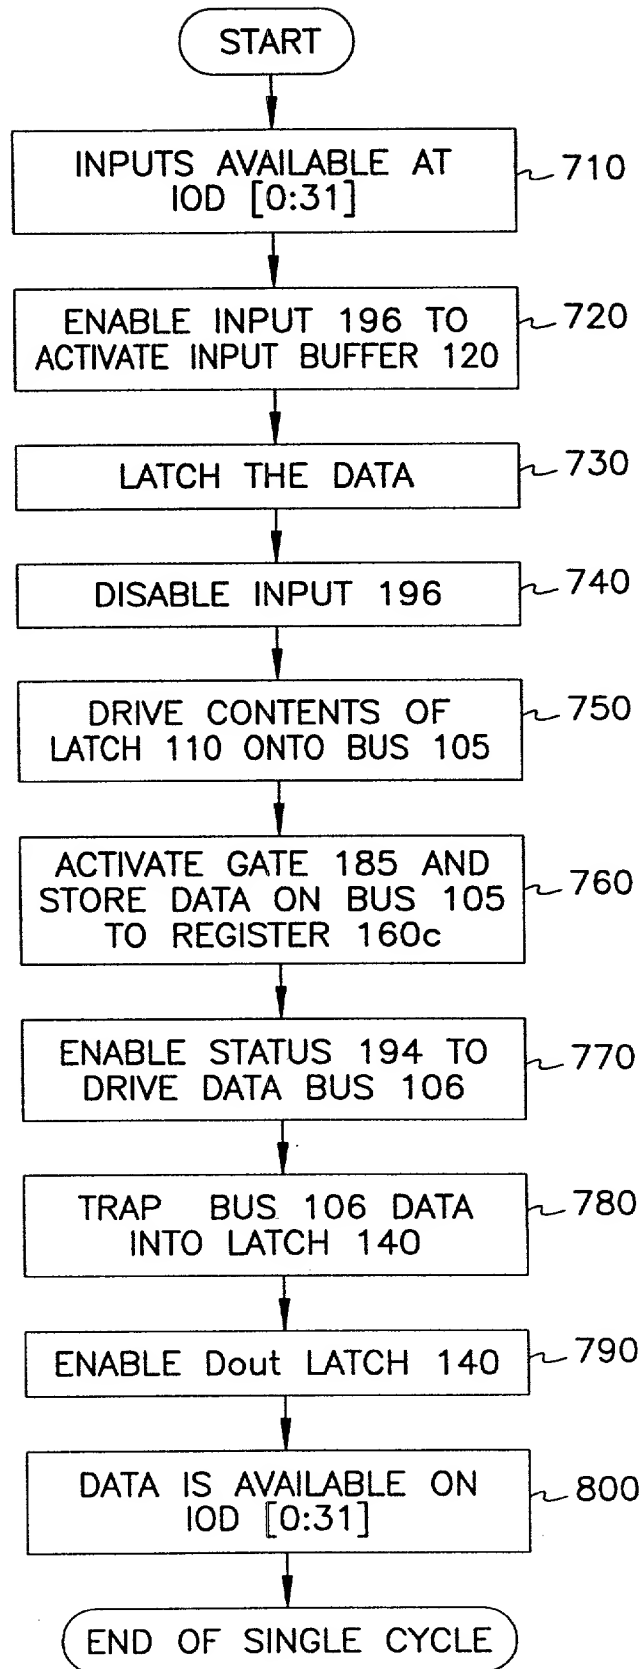 START
INPUTS AVAILABLE AT
IOD [0:31]
710
ENABLE INPUT 196 TO
ACTIVATE INPUT BUFFER 120
720
LATCH THE DATA
730
DISABLE INPUT 196
740
DRIVE CONTENTS OF
LATCH 110 ONTO BUS 105
750
ACTIVATE GATE 185 AND
STORE DATA ON BUS 105
TO REGISTER 160c
760
ENABLE STATUS 194 TO
DRIVE DATA BUS 106
770
TRAP BUS 106 DATA
INTO LATCH 140
780
ENABLE Dout LATCH 140
790
DATA IS AVAILABLE ON
IOD [0:31]
800
END OF SINGLE CYCLE